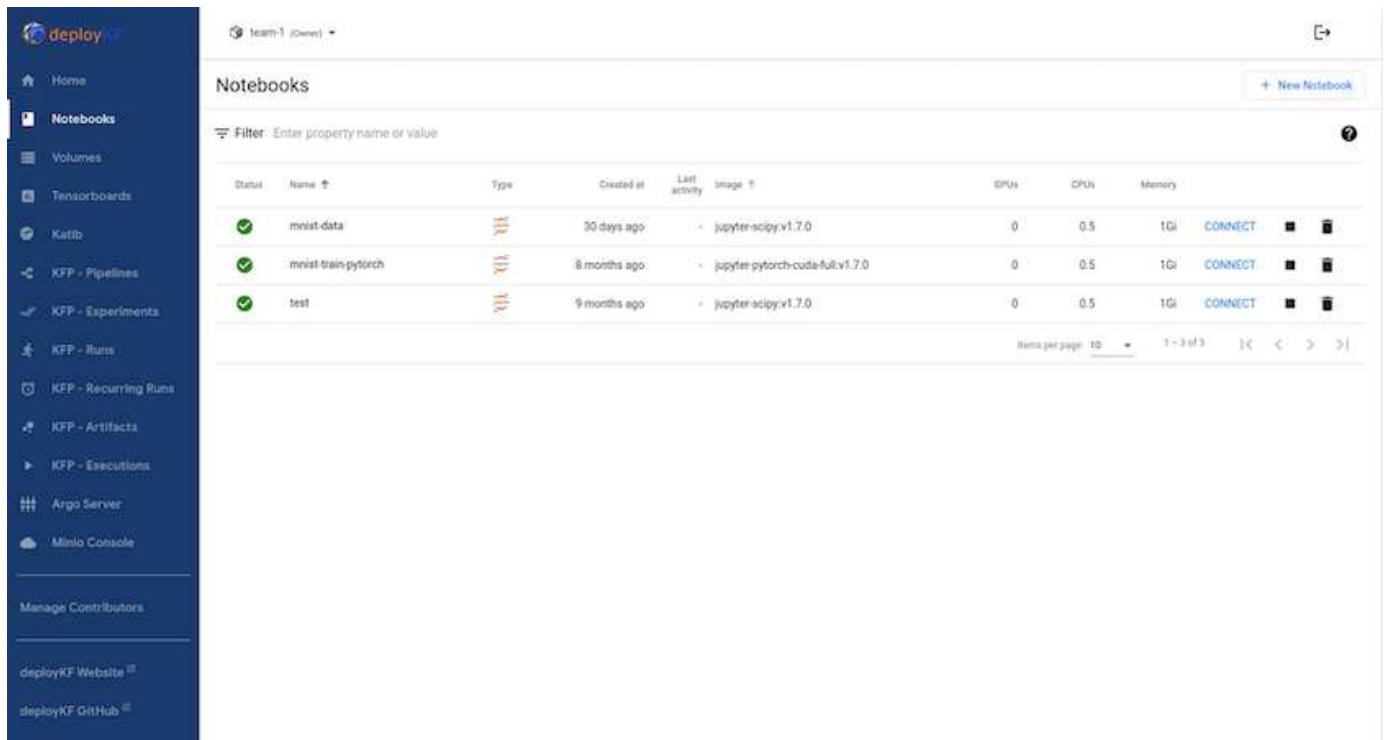 deployKF
team-1 (Owner)
Home
Notebooks
Volumes
Tensorboards
Katib
KFP - Pipelines
KFP - Experiments
KFP - Runs
KFP - Recurring Runs
KFP - Artifacts
KFP - Executions
Argo Server
Minio Console
Manage Contributors
deployKF Website
deployKF GitHub
Notebooks
+ New Notebook
Filter Enter property name or value
Status Name Type Created at Last activity Image GPUs CPUs Memory
mnist-data 30 days ago - jupyter-scipy:v1.7.0 0 0.5 1Gi CONNECT
mnist-train-pytorch 8 months ago - jupyter-pytorch-cuda-full:v1.7.0 0 0.5 1Gi CONNECT
test 9 months ago - jupyter-scipy:v1.7.0 0 0.5 1Gi CONNECT
Items per page: 10 1 – 3 of 3